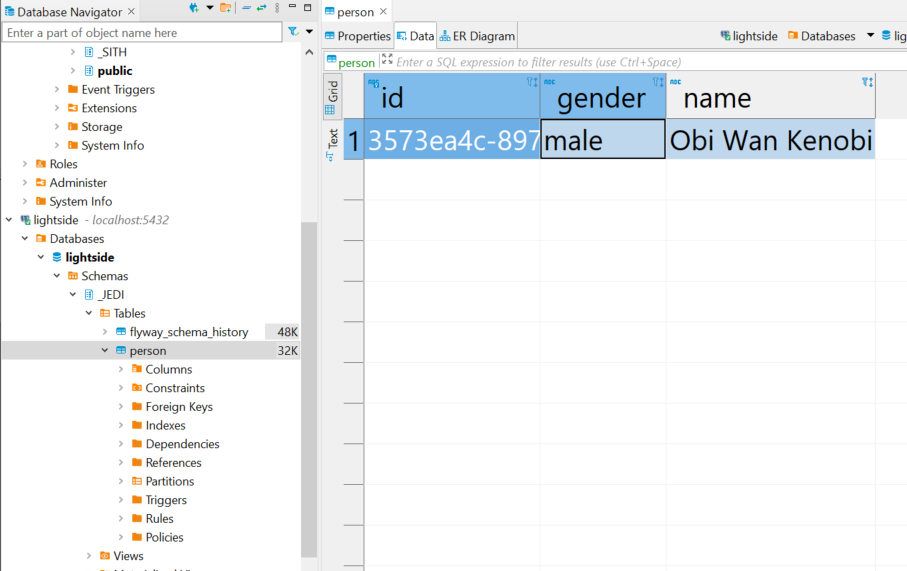 Database Navigator
Enter a part of object name here
_SITH
public
Event Triggers
Extensions
Storage
System Info
Roles
Administer
System Info
lightside - localhost:5432
Databases
lightside
Schemas
_JEDI
Tables
flyway_schema_history 48K
person 32K
Columns
Constraints
Foreign Keys
Indexes
Dependencies
References
Partitions
Triggers
Rules
Policies
Views
person
Properties Data ER Diagram lightside Databases lig
person Enter a SQL expression to filter results (use Ctrl+Space)
Grid
Text
id gender name
1 3573ea4c-897 male Obi Wan Kenobi